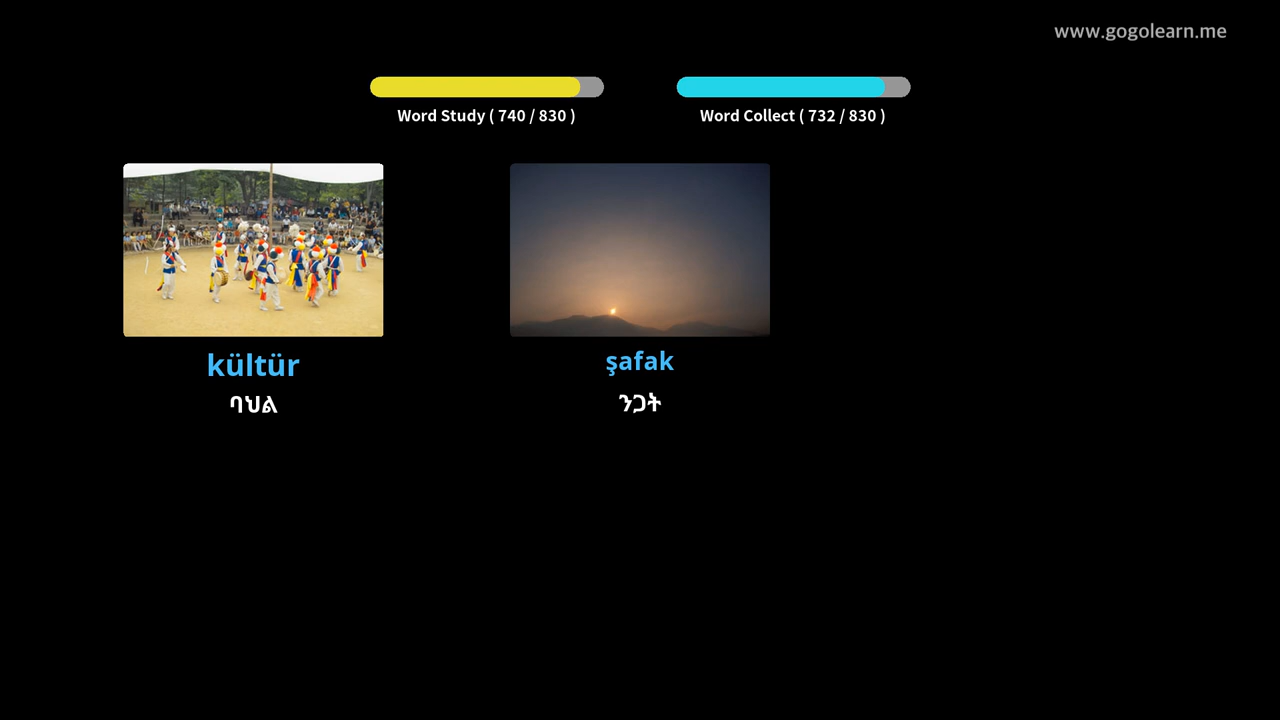 www.gogolearn.me
Word Study ( 740 / 830 )
Word Collect ( 732 / 830 )
kültür
ባህል
şafak
ንጋት